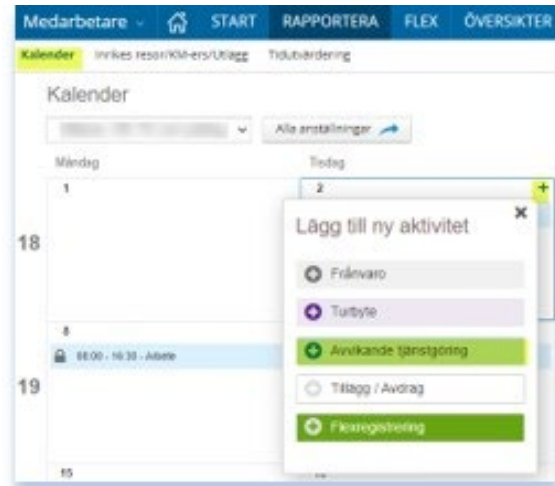 Medarbetare START RAPPORTERA FLEX ÖVERSIKTER
Kalender Inrikes resor/KM-ers/Utlägg Tidutvärdering
Kalender
Alla anställningar
Måndag Tisdag
1 2 +
Lägg till ny aktivitet ×
18
Frånvaro
Turbyte
8
Avvikande tjänstgöring
08:00 - 16:30 - Arbete
19
Tillägg / Avdrag
Flexregistrering
15